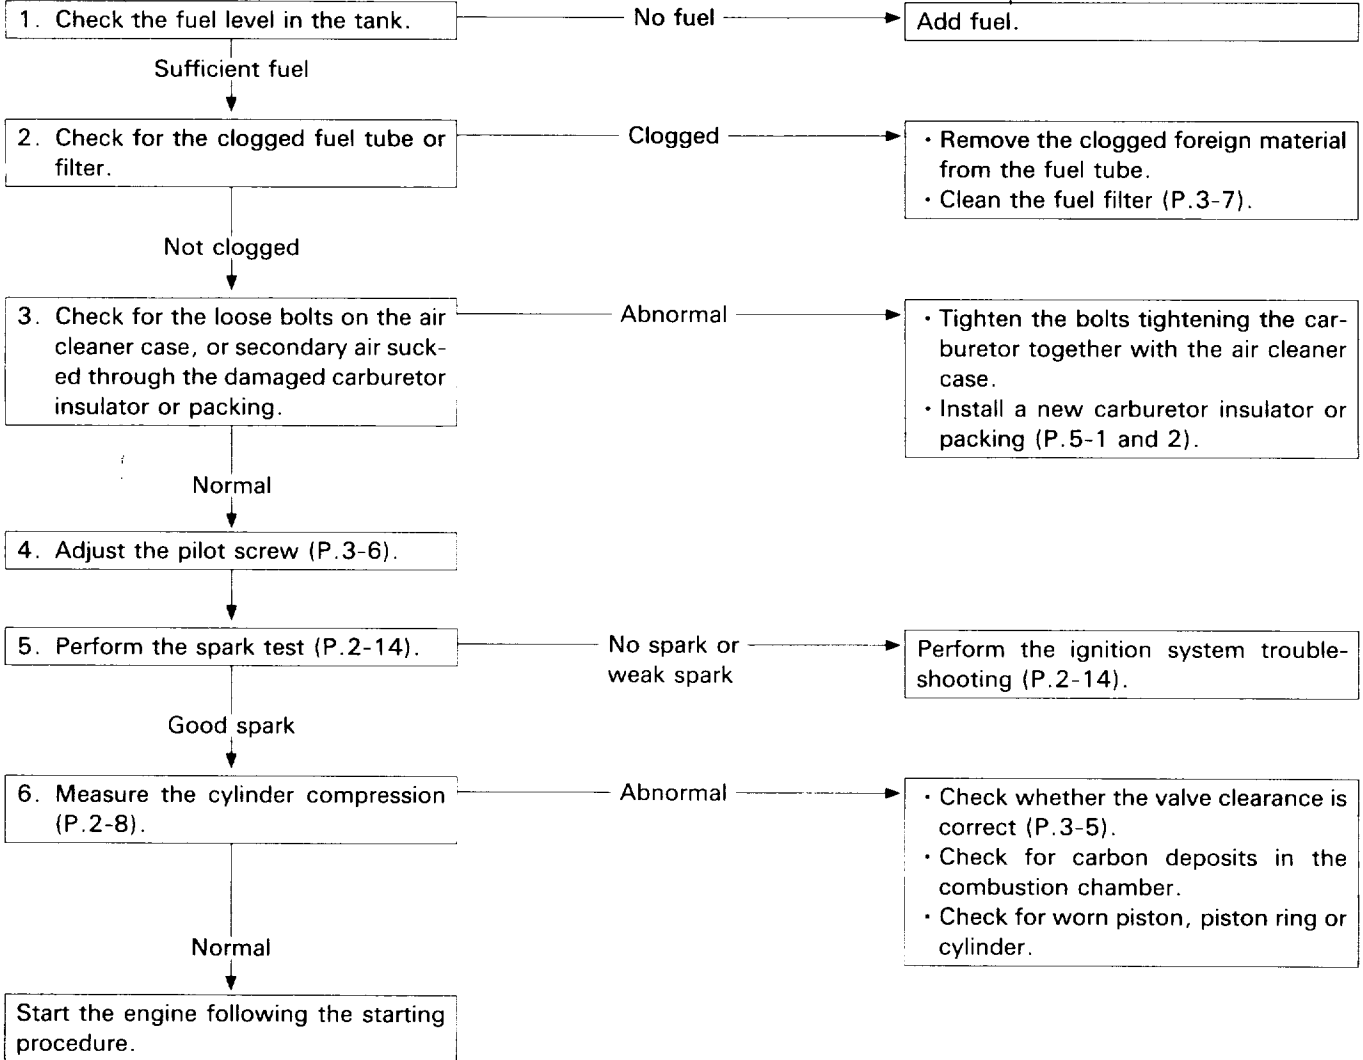 1. Check the fuel level in the tank.
No fuel
Add fuel.
Sufficient fuel
2. Check for the clogged fuel tube or
filter.
Clogged
· Remove the clogged foreign material
from the fuel tube.
· Clean the fuel filter (P.3-7).
Not clogged
3. Check for the loose bolts on the air
cleaner case, or secondary air suck-
ed through the damaged carburetor
insulator or packing.
Abnormal
· Tighten the bolts tightening the car-
buretor together with the air cleaner
case.
· Install a new carburetor insulator or
packing (P.5-1 and 2).
Normal
4. Adjust the pilot screw (P.3-6).
5. Perform the spark test (P.2-14).
No spark or
weak spark
Perform the ignition system trouble-
shooting (P.2-14).
Good spark
6. Measure the cylinder compression
(P.2-8).
Abnormal
· Check whether the valve clearance is
correct (P.3-5).
· Check for carbon deposits in the
combustion chamber.
· Check for worn piston, piston ring or
cylinder.
Normal
Start the engine following the starting
procedure.